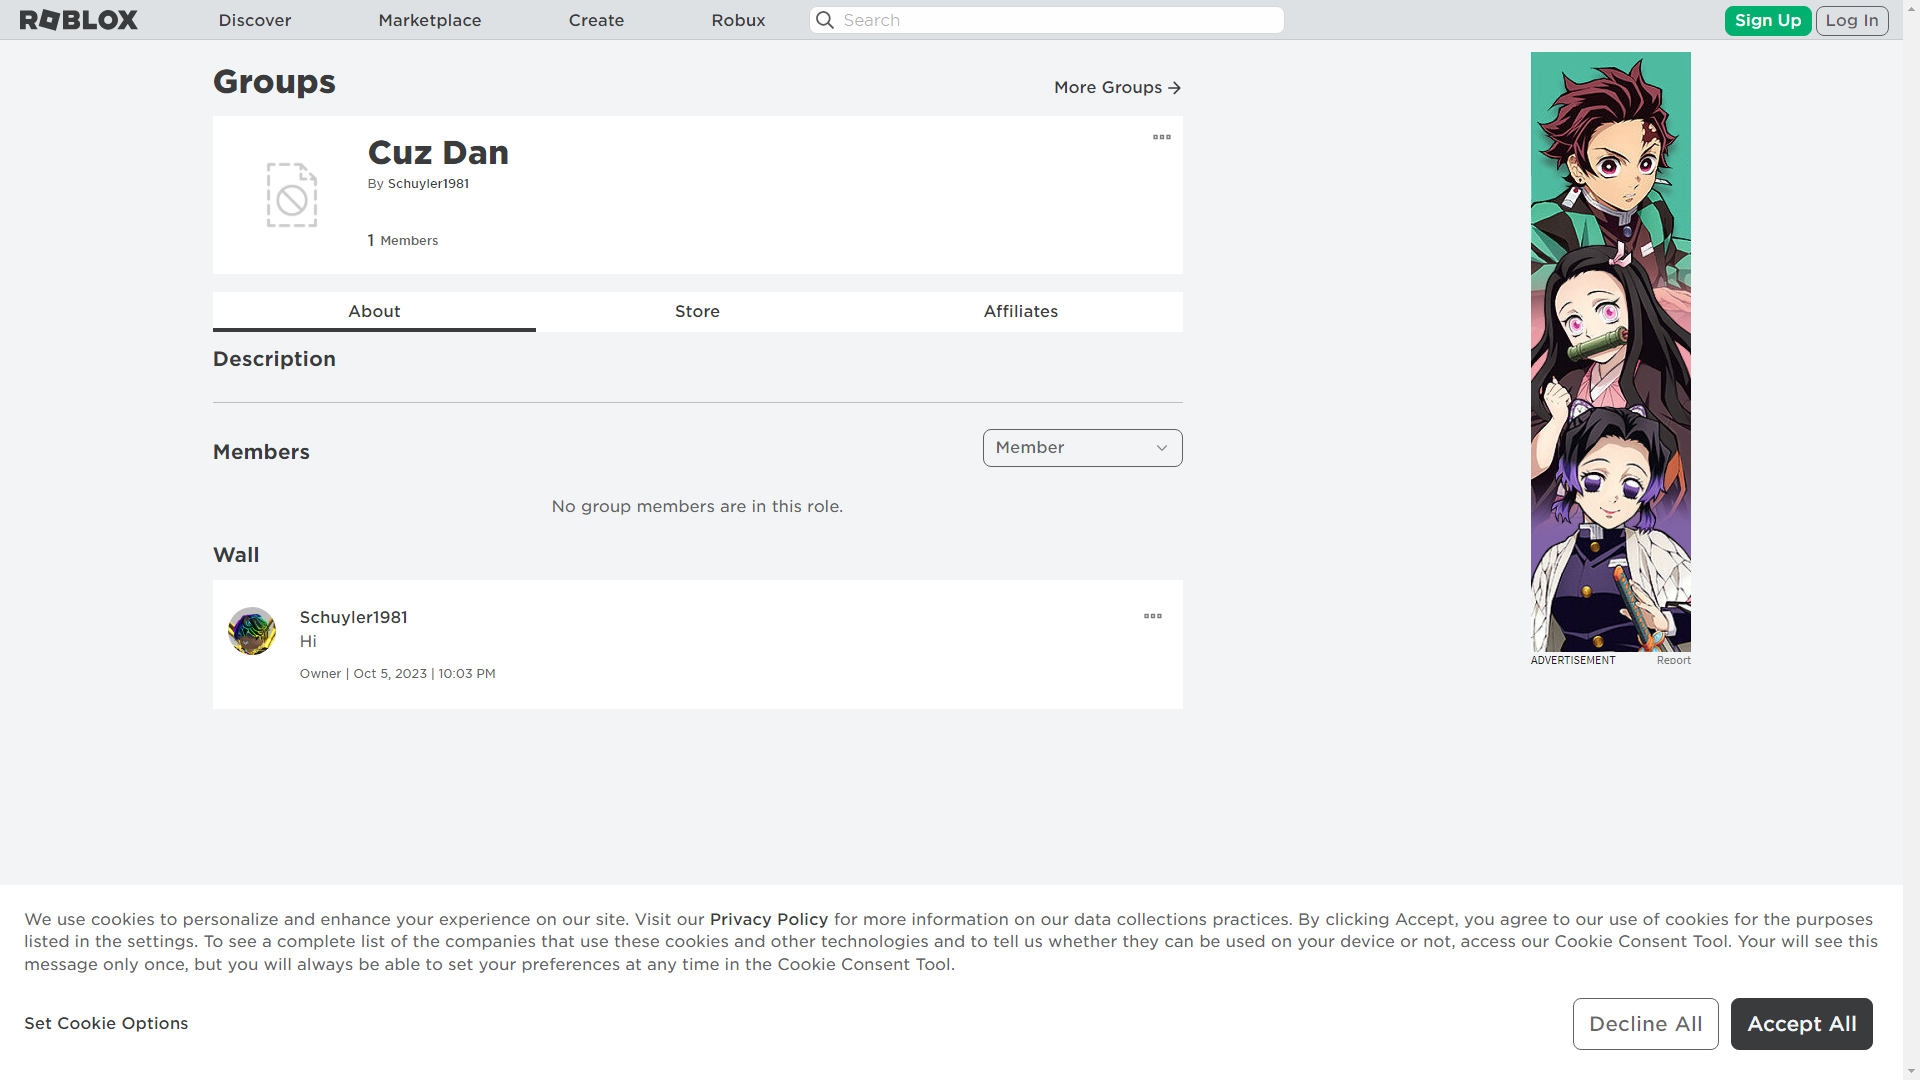 ROBLOX
Discover
Marketplace
Create
Robux
Search
Sign Up
Log In
Groups
More Groups
Cuz Dan
By Schuyler1981
1 Members
About
Store
Affiliates
Description
Members
Member
No group members are in this role.
Wall
Schuyler1981
Hi
Owner | Oct 5, 2023 | 10:03 PM
ADVERTISEMENT
Report
We use cookies to personalize and enhance your experience on our site. Visit our Privacy Policy for more information on our data collections practices. By clicking Accept, you agree to our use of cookies for the purposes
listed in the settings. To see a complete list of the companies that use these cookies and other technologies and to tell us whether they can be used on your device or not, access our Cookie Consent Tool. Your will see this
message only once, but you will always be able to set your preferences at any time in the Cookie Consent Tool.
Set Cookie Options
Decline All
Accept All